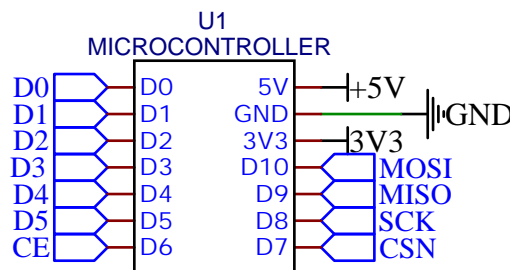 U1
MICROCONTROLLER
D0 D0 5V +5V
D1 D1 GND GND
D2 D2 3V3 3V3
D3 D3 D10 MOSI
D4 D4 D9 MISO
D5 D5 D8 SCK
CE D6 D7 CSN